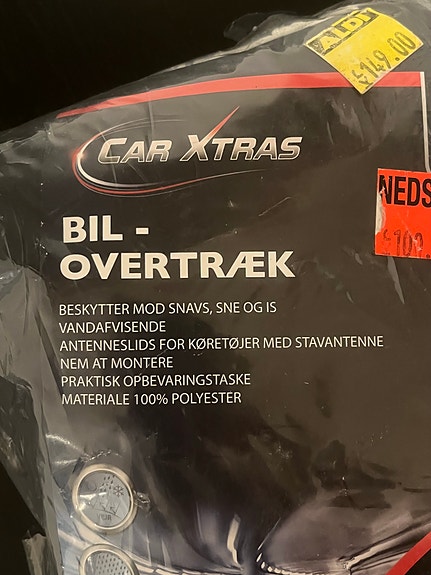 ALDI
149.00
CAR XTRAS
NEDS
BIL -
OVERTRÆK
BESKYTTER MOD SNAVS, SNE OG IS
VANDAFVISENDE
ANTENNESLIDS FOR KØRETØJER MED STAVANTENNE
NEM AT MONTERE
PRAKTISK OPBEVARINGSTASKE
MATERIALE 100% POLYESTER